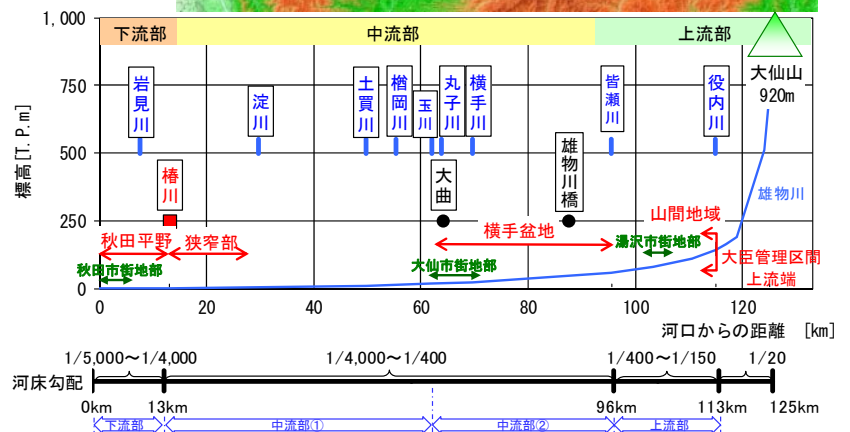 1,000
下流部
中流部
上流部
750
500
250
0
標高[T.P.m]
岩見川
淀川
土買川
楢岡川
玉川
丸子川
横手川
皆瀬川
役内川
大仙山
920m
椿川
大曲
雄物川橋
雄物川
秋田平野
狭窄部
横手盆地
山間地域
秋田市街地部
大仙市街地部
湯沢市街地部
大臣管理区間
上流端
0
20
40
60
80
100
120
河口からの距離 [km]
河床勾配
1/5,000～1/4,000
1/4,000～1/400
1/400～1/150
1/20
0km
13km
96km
113km
125km
下流部
中流部①
中流部②
上流部